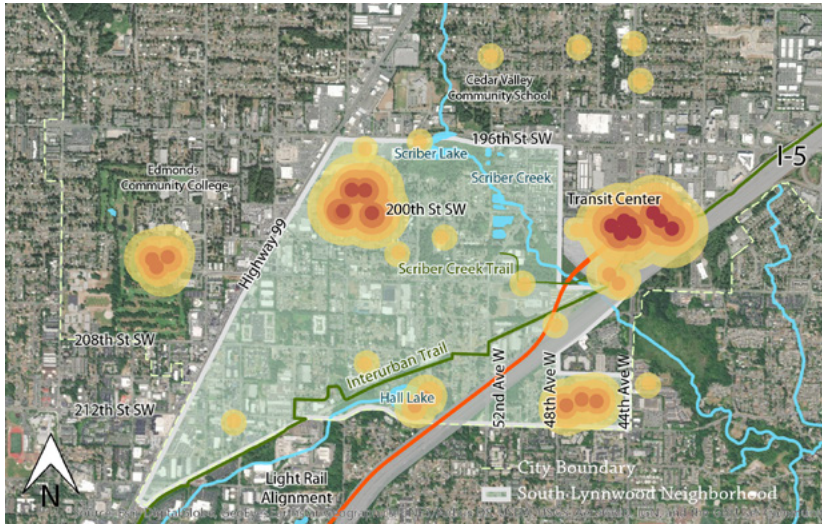 Cedar Valley
Community School
196th St SW
I-5
Scriber Lake
Edmonds
Community College
Scriber Creek
Transit Center
200th St SW
Highway 99
Scriber Creek Trail
208th St SW
Interurban Trail
212th St SW
Hall Lake
52nd Ave W
48th Ave W
44th Ave W
City Boundary
Light Rail
Alignment
South Lynnwood Neighborhood
N